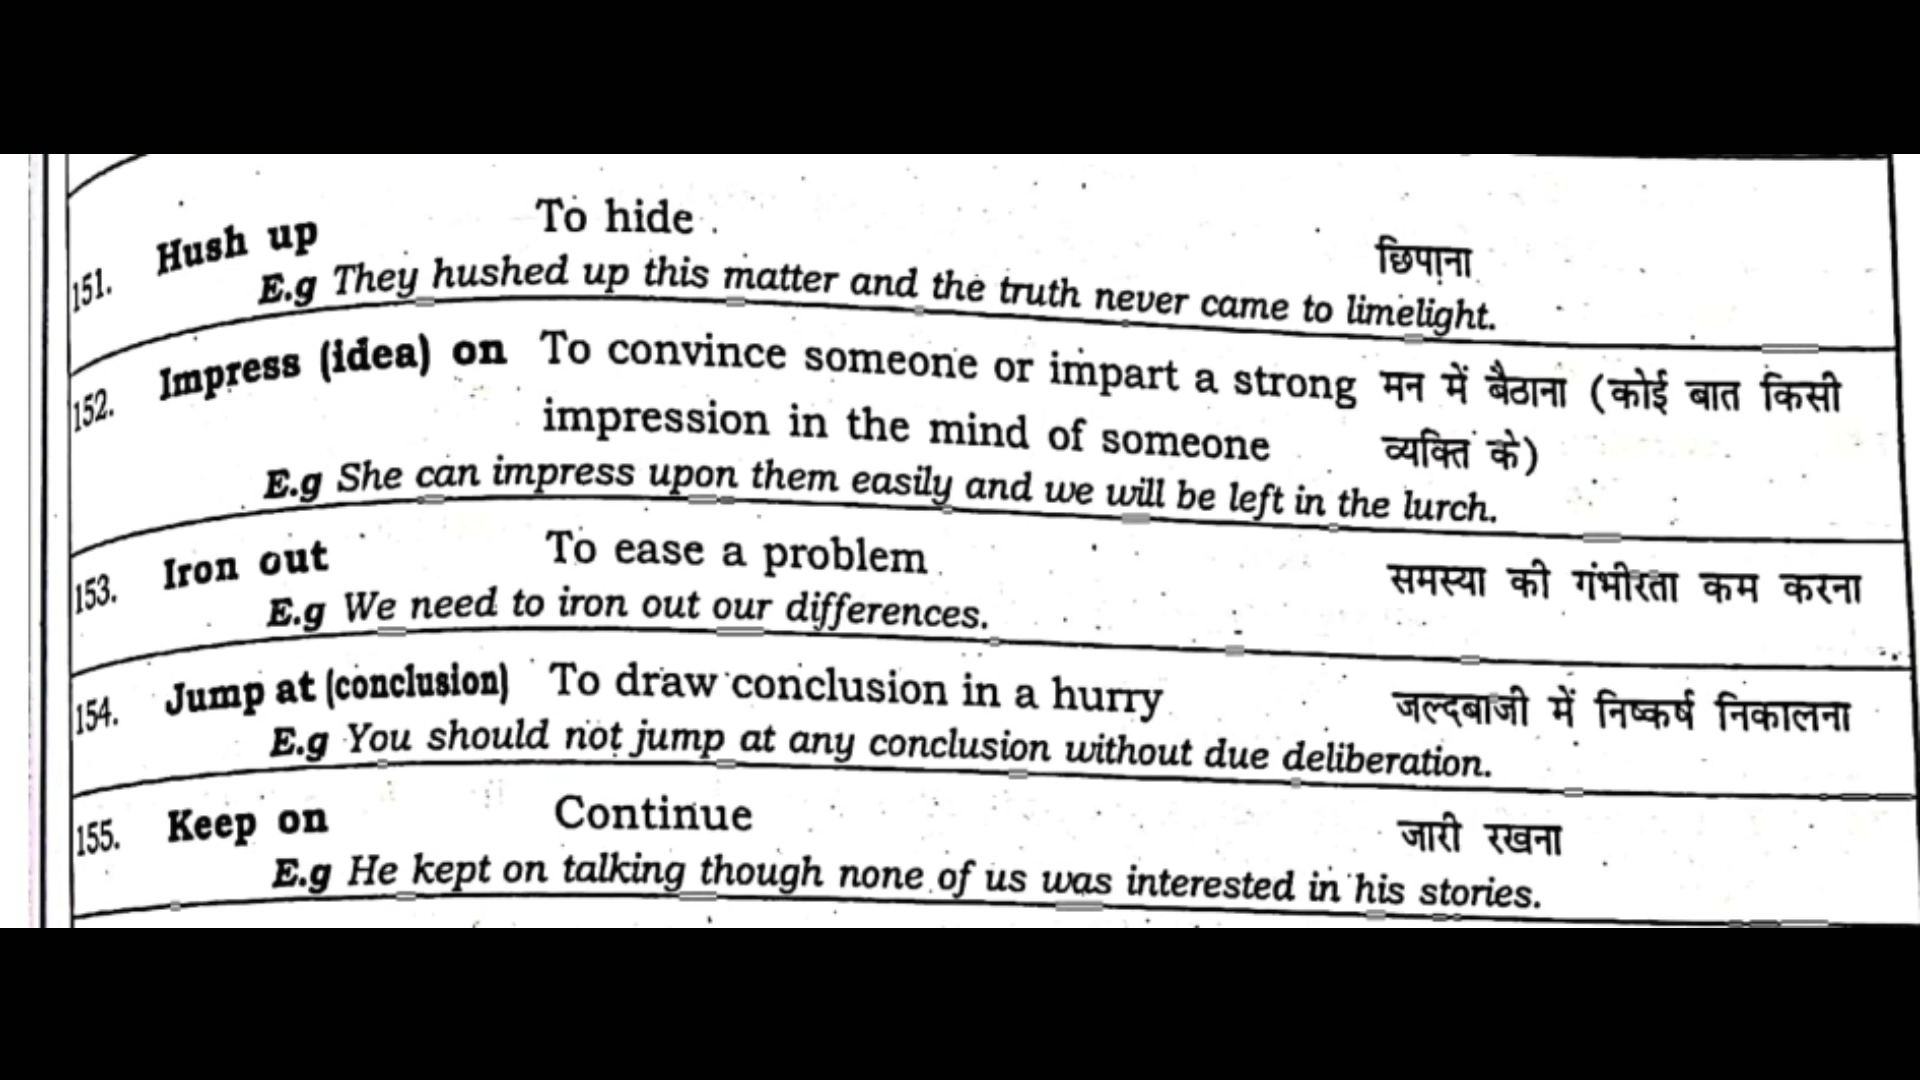 151. Hush up To hide छिपाना
E.g They hushed up this matter and the truth never came to limelight.
152. Impress (idea) on To convince someone or impart a strong मन में बैठाना (कोई बात किसी
impression in the mind of someone व्यक्ति के)
E.g She can impress upon them easily and we will be left in the lurch.
153. Iron out To ease a problem समस्या की गंभीरता कम करना
E.g We need to iron out our differences.
154. Jump at (conclusion) To draw conclusion in a hurry जल्दबाजी में निष्कर्ष निकालना
E.g You should not jump at any conclusion without due deliberation.
155. Keep on Continue जारी रखना
E.g He kept on talking though none of us was interested in his stories.